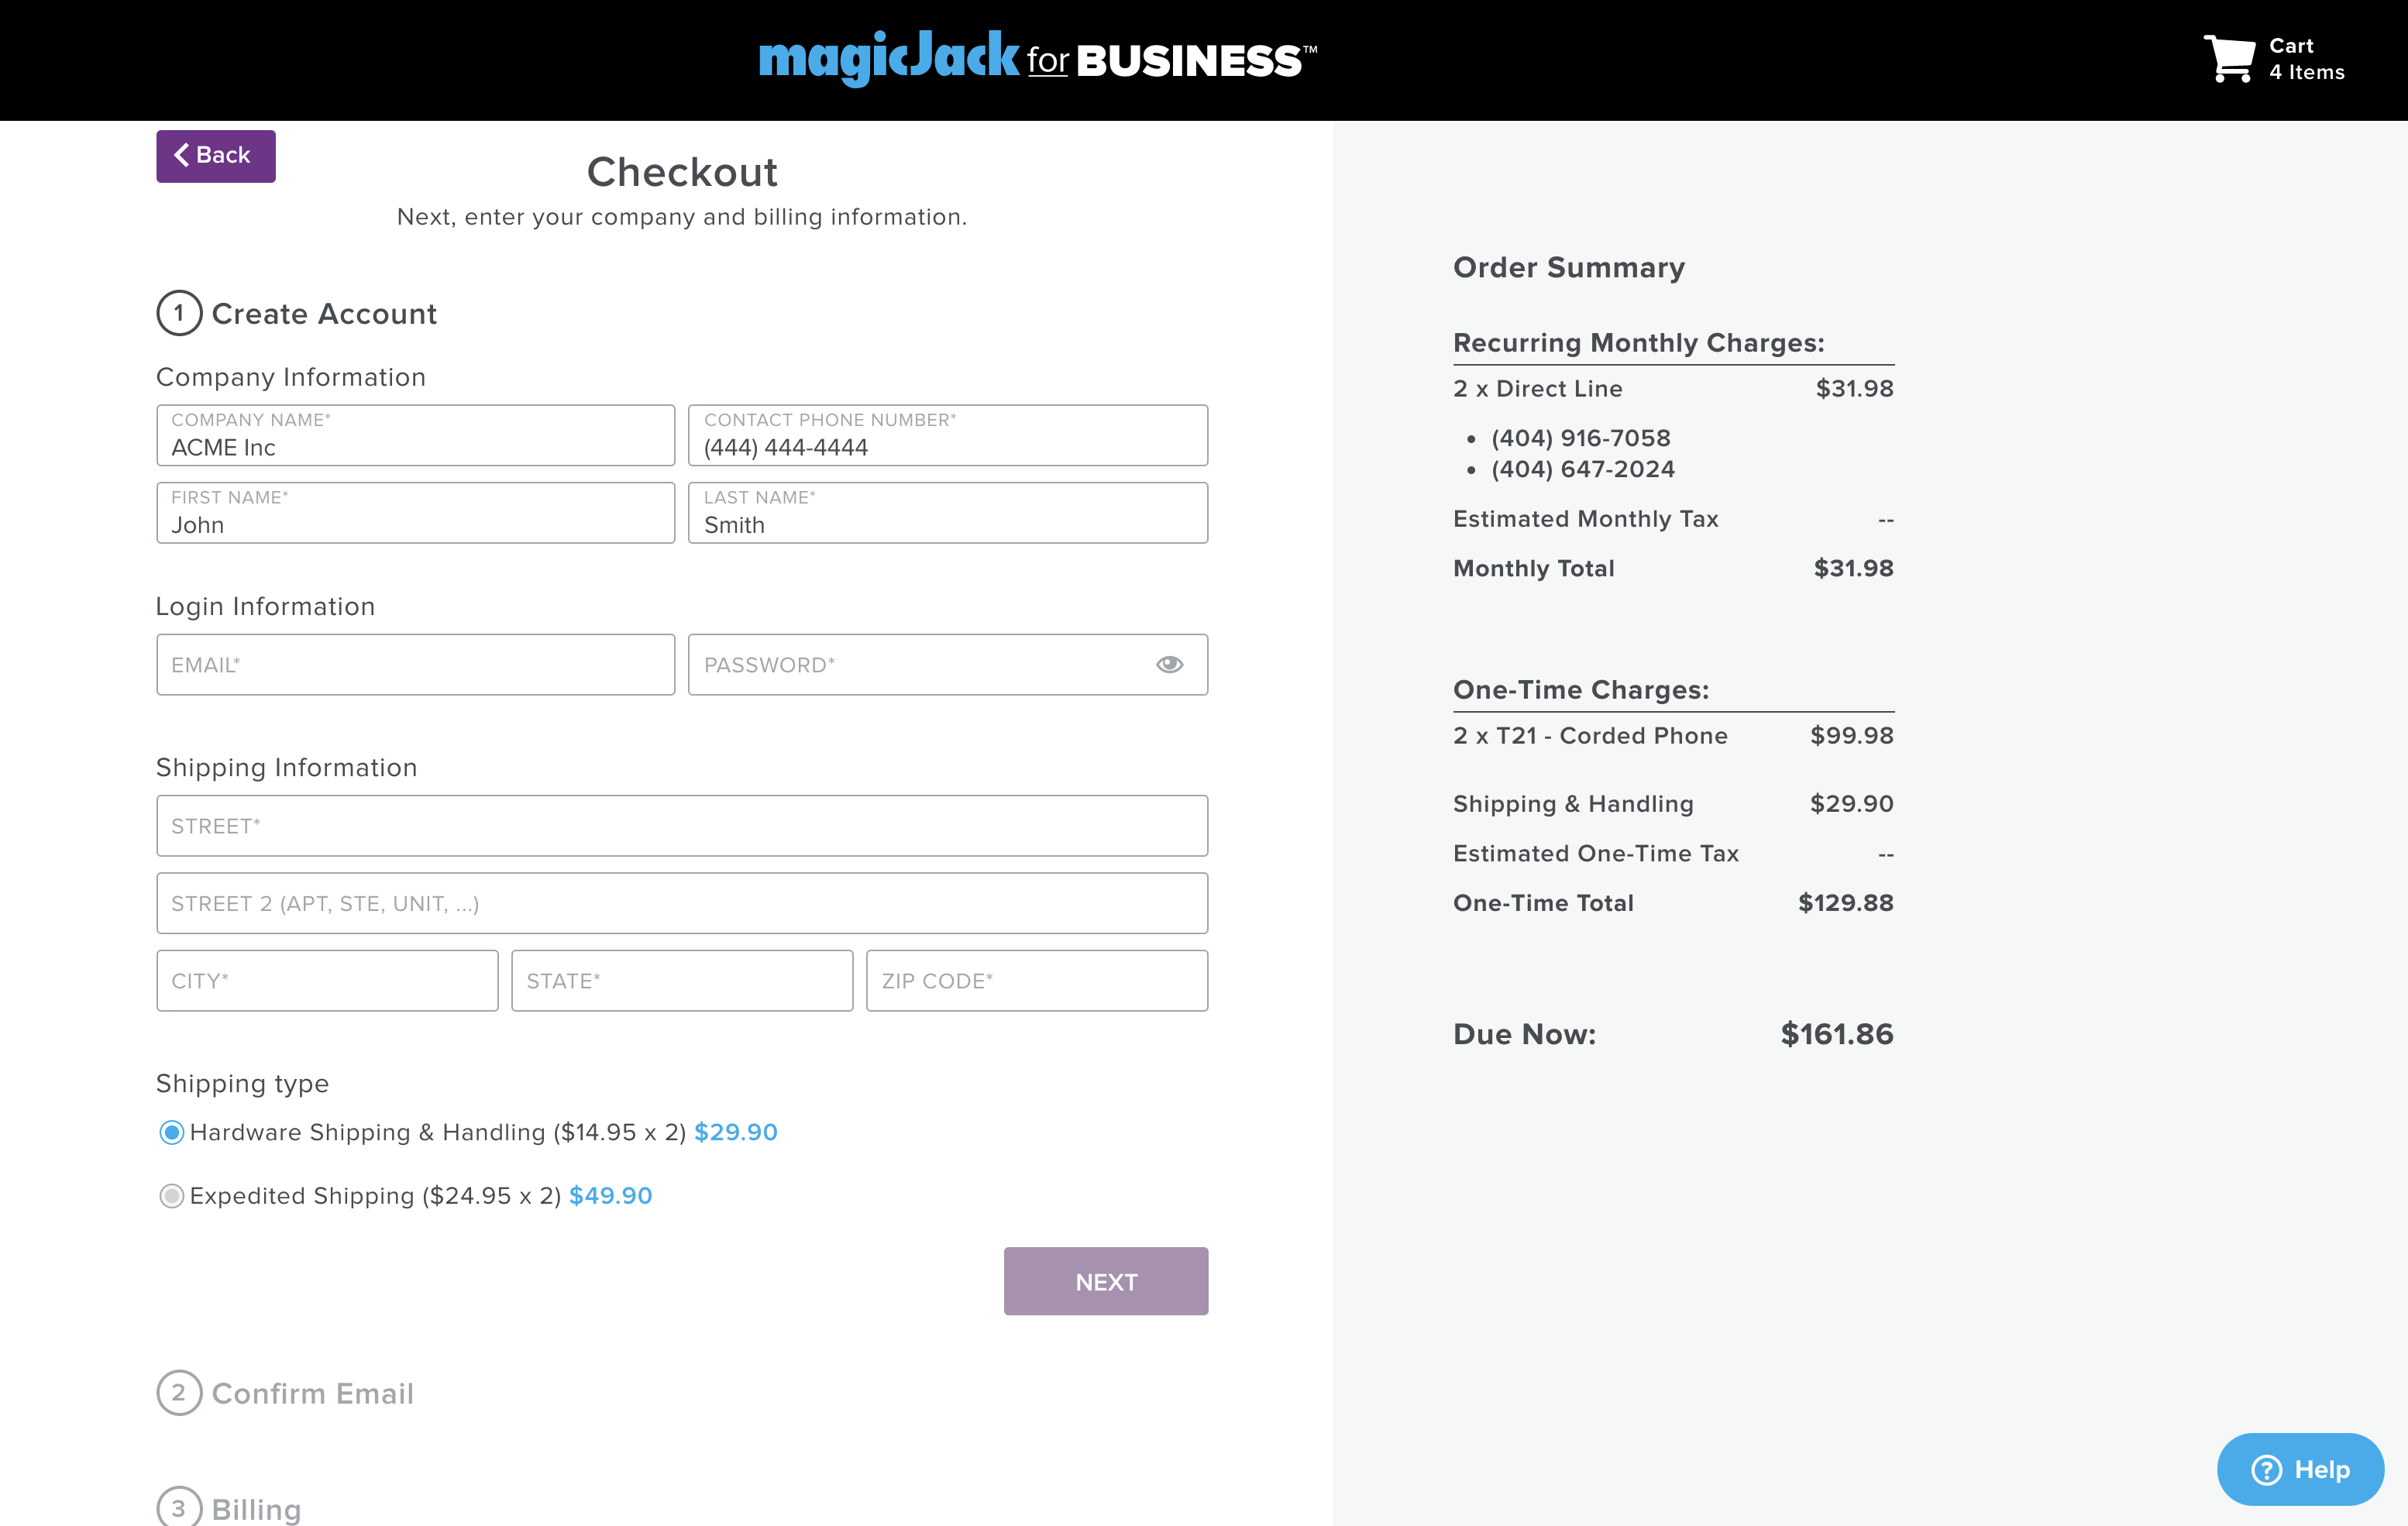 magicJack for BUSINESS™
Cart
4 Items
Back
Checkout
Next, enter your company and billing information.
1 Create Account
Company Information
COMPANY NAME*
ACME Inc
CONTACT PHONE NUMBER*
(444) 444-4444
FIRST NAME*
John
LAST NAME*
Smith
Login Information
EMAIL*
PASSWORD*
Shipping Information
STREET*
STREET 2 (APT, STE, UNIT, ...)
CITY*
STATE*
ZIP CODE*
Shipping type
Hardware Shipping & Handling ($14.95 x 2) $29.90
Expedited Shipping ($24.95 x 2) $49.90
NEXT
2 Confirm Email
3 Billing
Order Summary
Recurring Monthly Charges:
2 x Direct Line $31.98
• (404) 916-7058
• (404) 647-2024
Estimated Monthly Tax --
Monthly Total $31.98
One-Time Charges:
2 x T21 - Corded Phone $99.98
Shipping & Handling $29.90
Estimated One-Time Tax --
One-Time Total $129.88
Due Now: $161.86
? Help